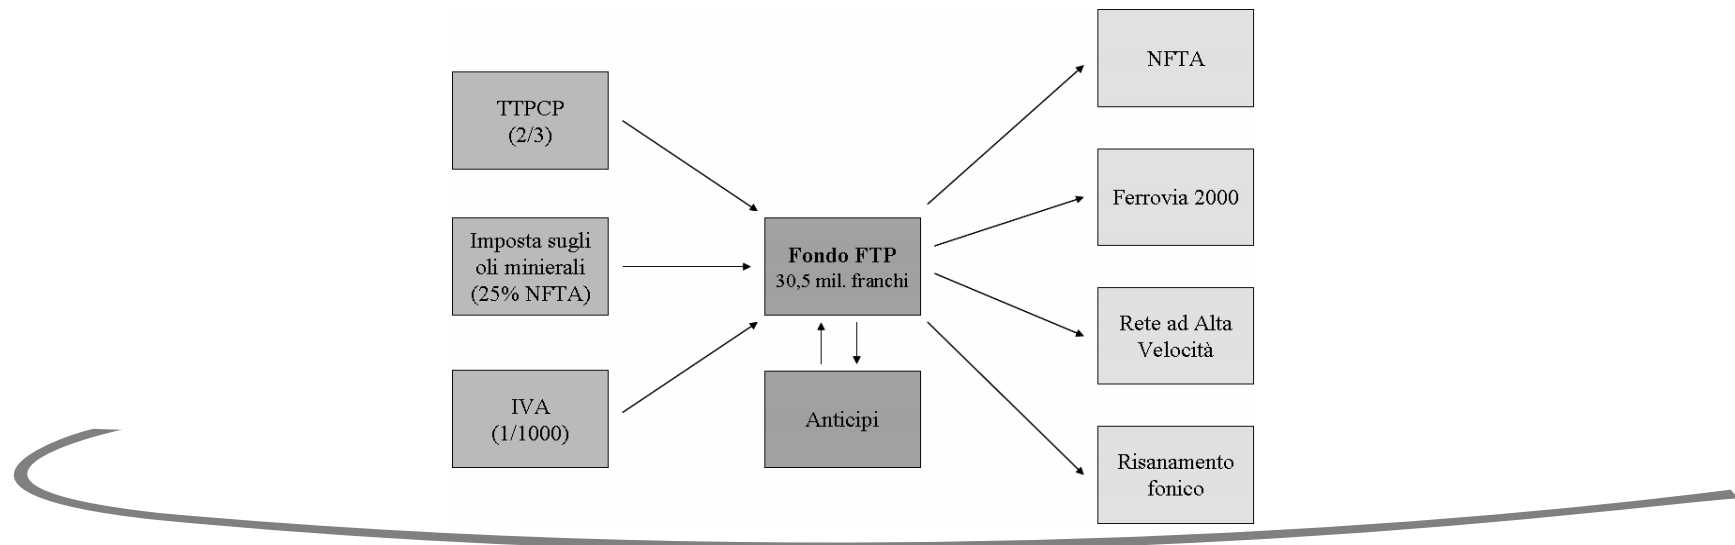 TTPCP
(2/3)
Imposta sugli
oli minierali
(25% NFTA)
IVA
(1/1000)
Fondo FTP
30,5 mil. franchi
Anticipi
NFTA
Ferrovia 2000
Rete ad Alta
Velocità
Risanamento
fonico